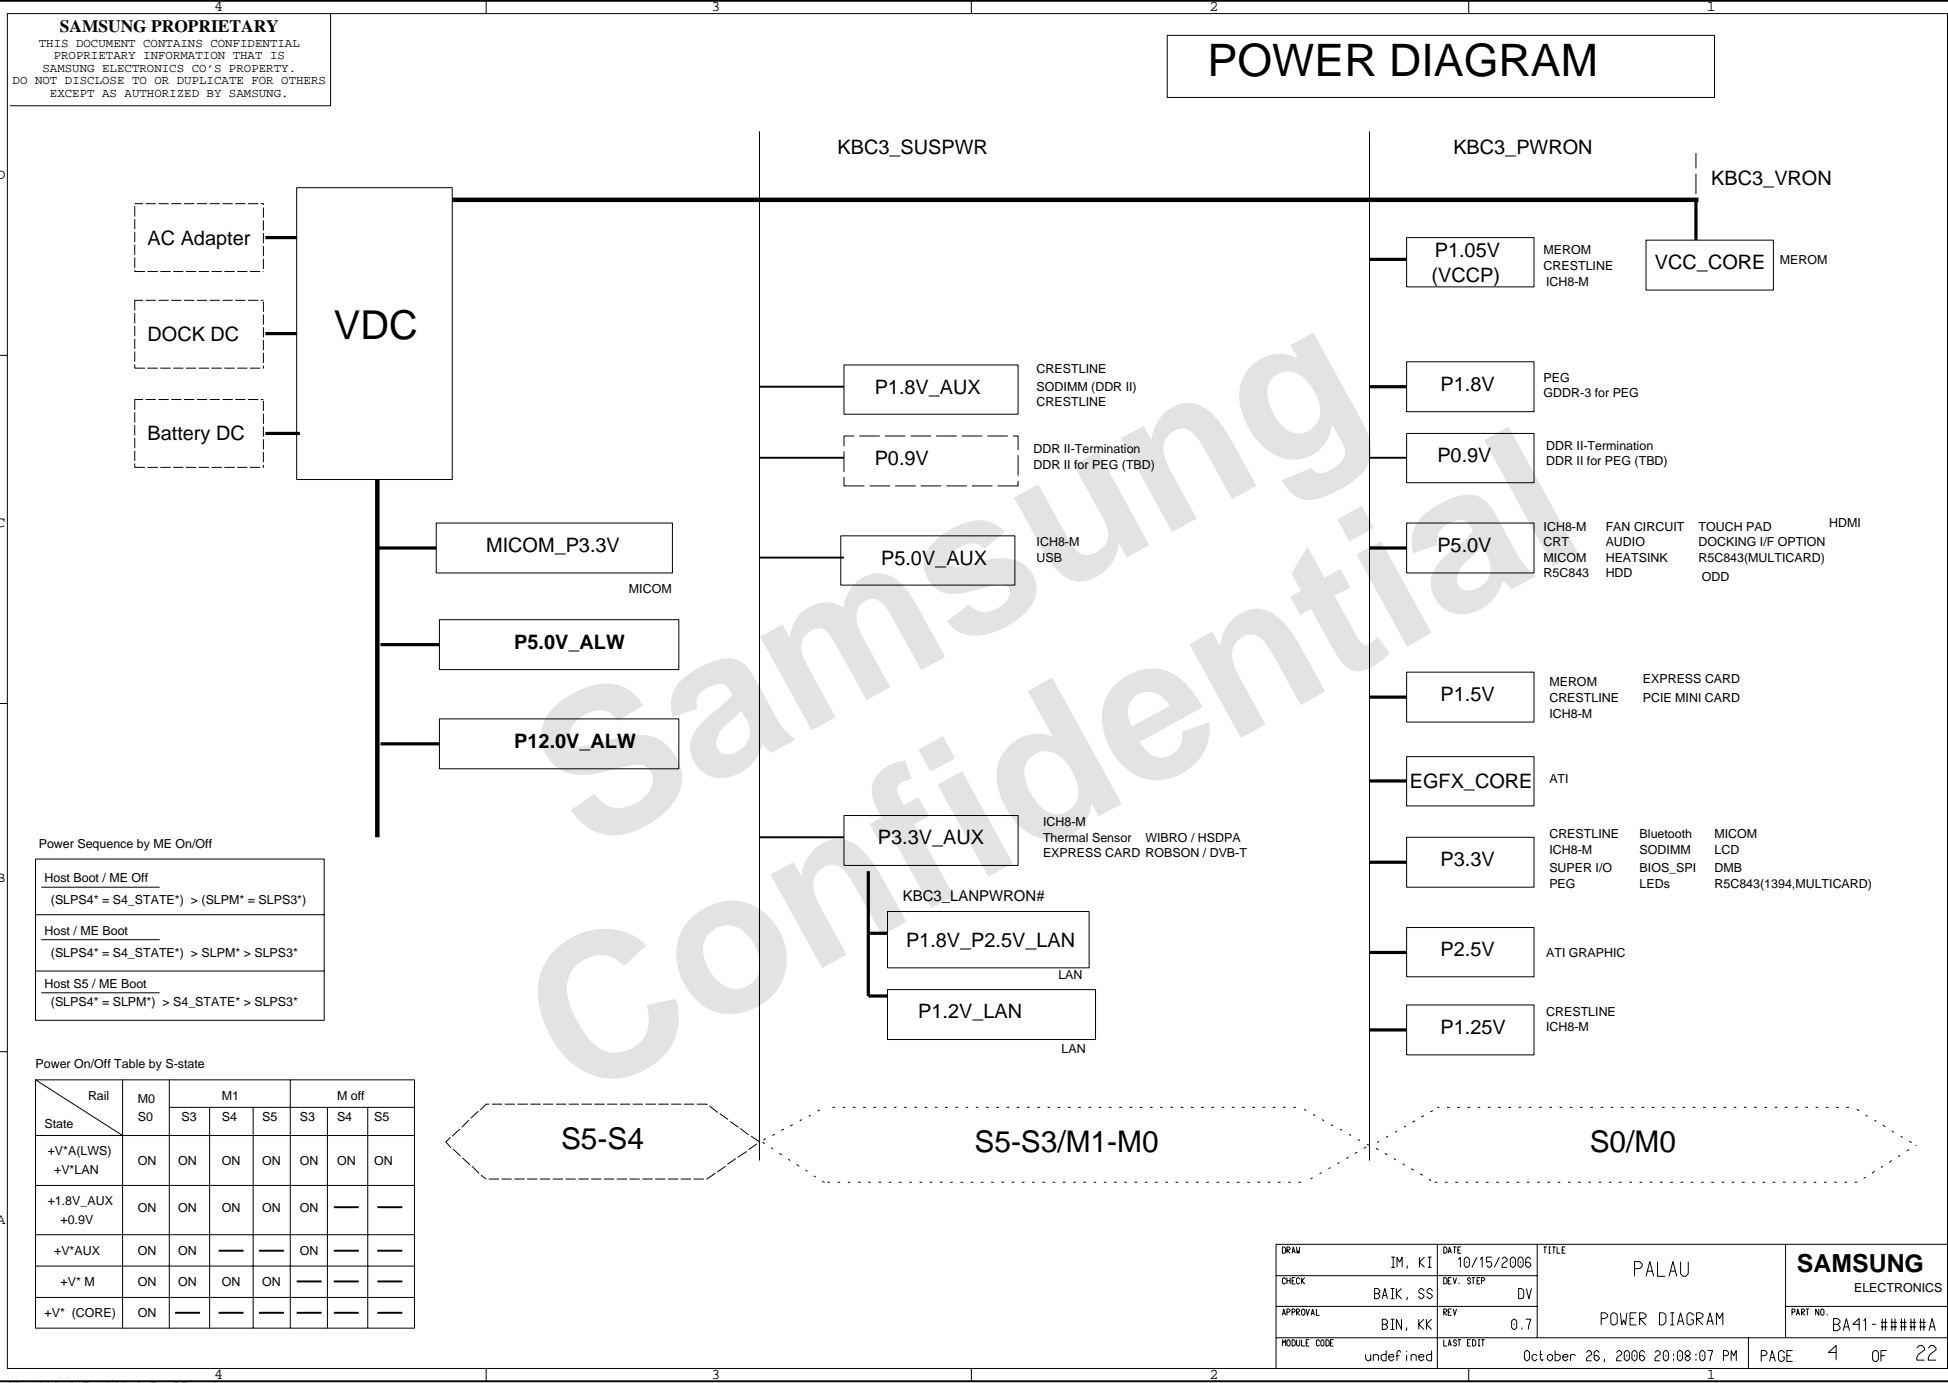 4 3 2 1
SAMSUNG PROPRIETARY
THIS DOCUMENT CONTAINS CONFIDENTIAL
PROPRIETARY INFORMATION THAT IS
SAMSUNG ELECTRONICS CO'S PROPERTY.
DO NOT DISCLOSE TO OR DUPLICATE FOR OTHERS
EXCEPT AS AUTHORIZED BY SAMSUNG.
POWER DIAGRAM
KBC3_SUSPWR
KBC3_PWRON
KBC3_VRON
AC Adapter
DOCK DC
Battery DC
VDC
MICOM_P3.3V
MICOM
P5.0V_ALW
P12.0V_ALW
P1.8V_AUX
CRESTLINE
SODIMM (DDR II)
CRESTLINE
P0.9V
DDR II-Termination
DDR II for PEG (TBD)
P5.0V_AUX
ICH8-M
USB
P3.3V_AUX
ICH8-M
Thermal Sensor WIBRO / HSDPA
EXPRESS CARD ROBSON / DVB-T
KBC3_LANPWRON#
P1.8V_P2.5V_LAN
LAN
P1.2V_LAN
LAN
P1.05V
(VCCP)
MEROM
CRESTLINE
ICH8-M
VCC_CORE
MEROM
P1.8V
PEG
GDDR-3 for PEG
P0.9V
DDR II-Termination
DDR II for PEG (TBD)
P5.0V
ICH8-M FAN CIRCUIT TOUCH PAD HDMI
CRT AUDIO DOCKING I/F OPTION
MICOM HEATSINK R5C843(MULTICARD)
R5C843 HDD ODD
P1.5V
MEROM EXPRESS CARD
CRESTLINE PCIE MINI CARD
ICH8-M
EGFX_CORE
ATI
P3.3V
CRESTLINE Bluetooth MICOM
ICH8-M SODIMM LCD
SUPER I/O BIOS_SPI DMB
PEG LEDs R5C843(1394,MULTICARD)
P2.5V
ATI GRAPHIC
P1.25V
CRESTLINE
ICH8-M
Samsung
Confidential
Power Sequence by ME On/Off
Host Boot / ME Off
(SLPS4* = S4_STATE*) > (SLPM* = SLPS3*)
Host / ME Boot
(SLPS4* = S4_STATE*) > SLPM* > SLPS3*
Host S5 / ME Boot
(SLPS4* = SLPM*) > S4_STATE* > SLPS3*
Power On/Off Table by S-state
Rail M0 M1 M off
State S0 S3 S4 S5 S3 S4 S5
+V*A(LWS)
+V*LAN
ON ON ON ON ON ON ON
+1.8V_AUX
+0.9V
ON ON ON ON ON — —
+V*AUX ON ON — — ON — —
+V* M ON ON ON ON — — —
+V* (CORE) ON — — — — — —
S5-S4
S5-S3/M1-M0
S0/M0
DRAW IM, KI DATE 10/15/2006 TITLE PALAU
CHECK BAIK, SS DEV. STEP DV
APPROVAL BIN, KK REV 0.7 POWER DIAGRAM
SAMSUNG
ELECTRONICS
PART NO. BA41-#####A
MODULE CODE undefined LAST EDIT October 26, 2006 20:08:07 PM PAGE 4 OF 22
4 3 2 1